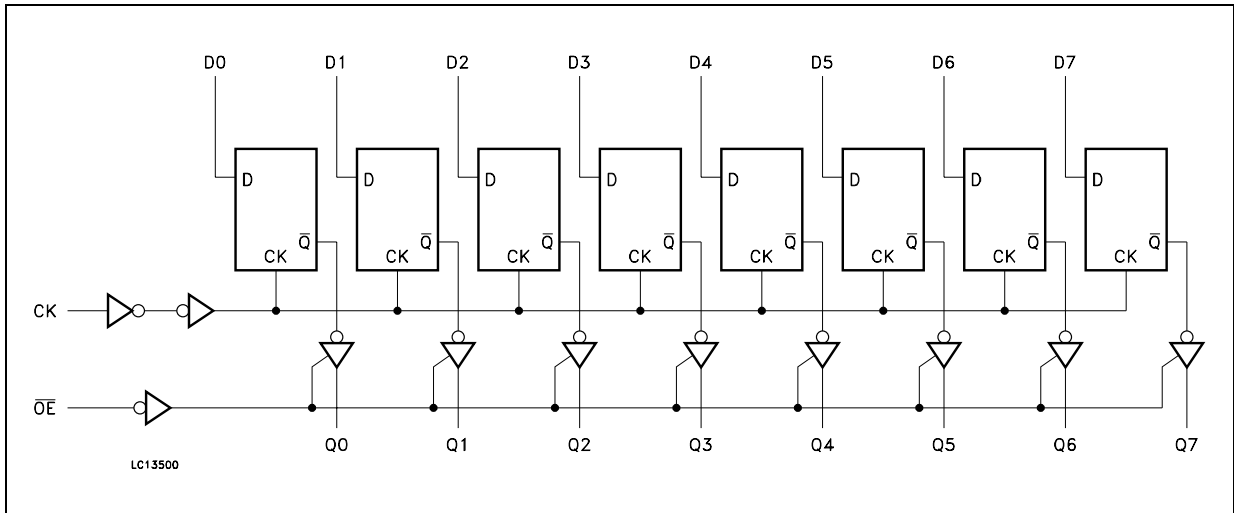 D0 D1 D2 D3 D4 D5 D6 D7
D D D D D D D D
Q̅ Q̅ Q̅ Q̅ Q̅ Q̅ Q̅ Q̅
CK CK CK CK CK CK CK CK
CK
O̅E̅
Q0 Q1 Q2 Q3 Q4 Q5 Q6 Q7
LC13500